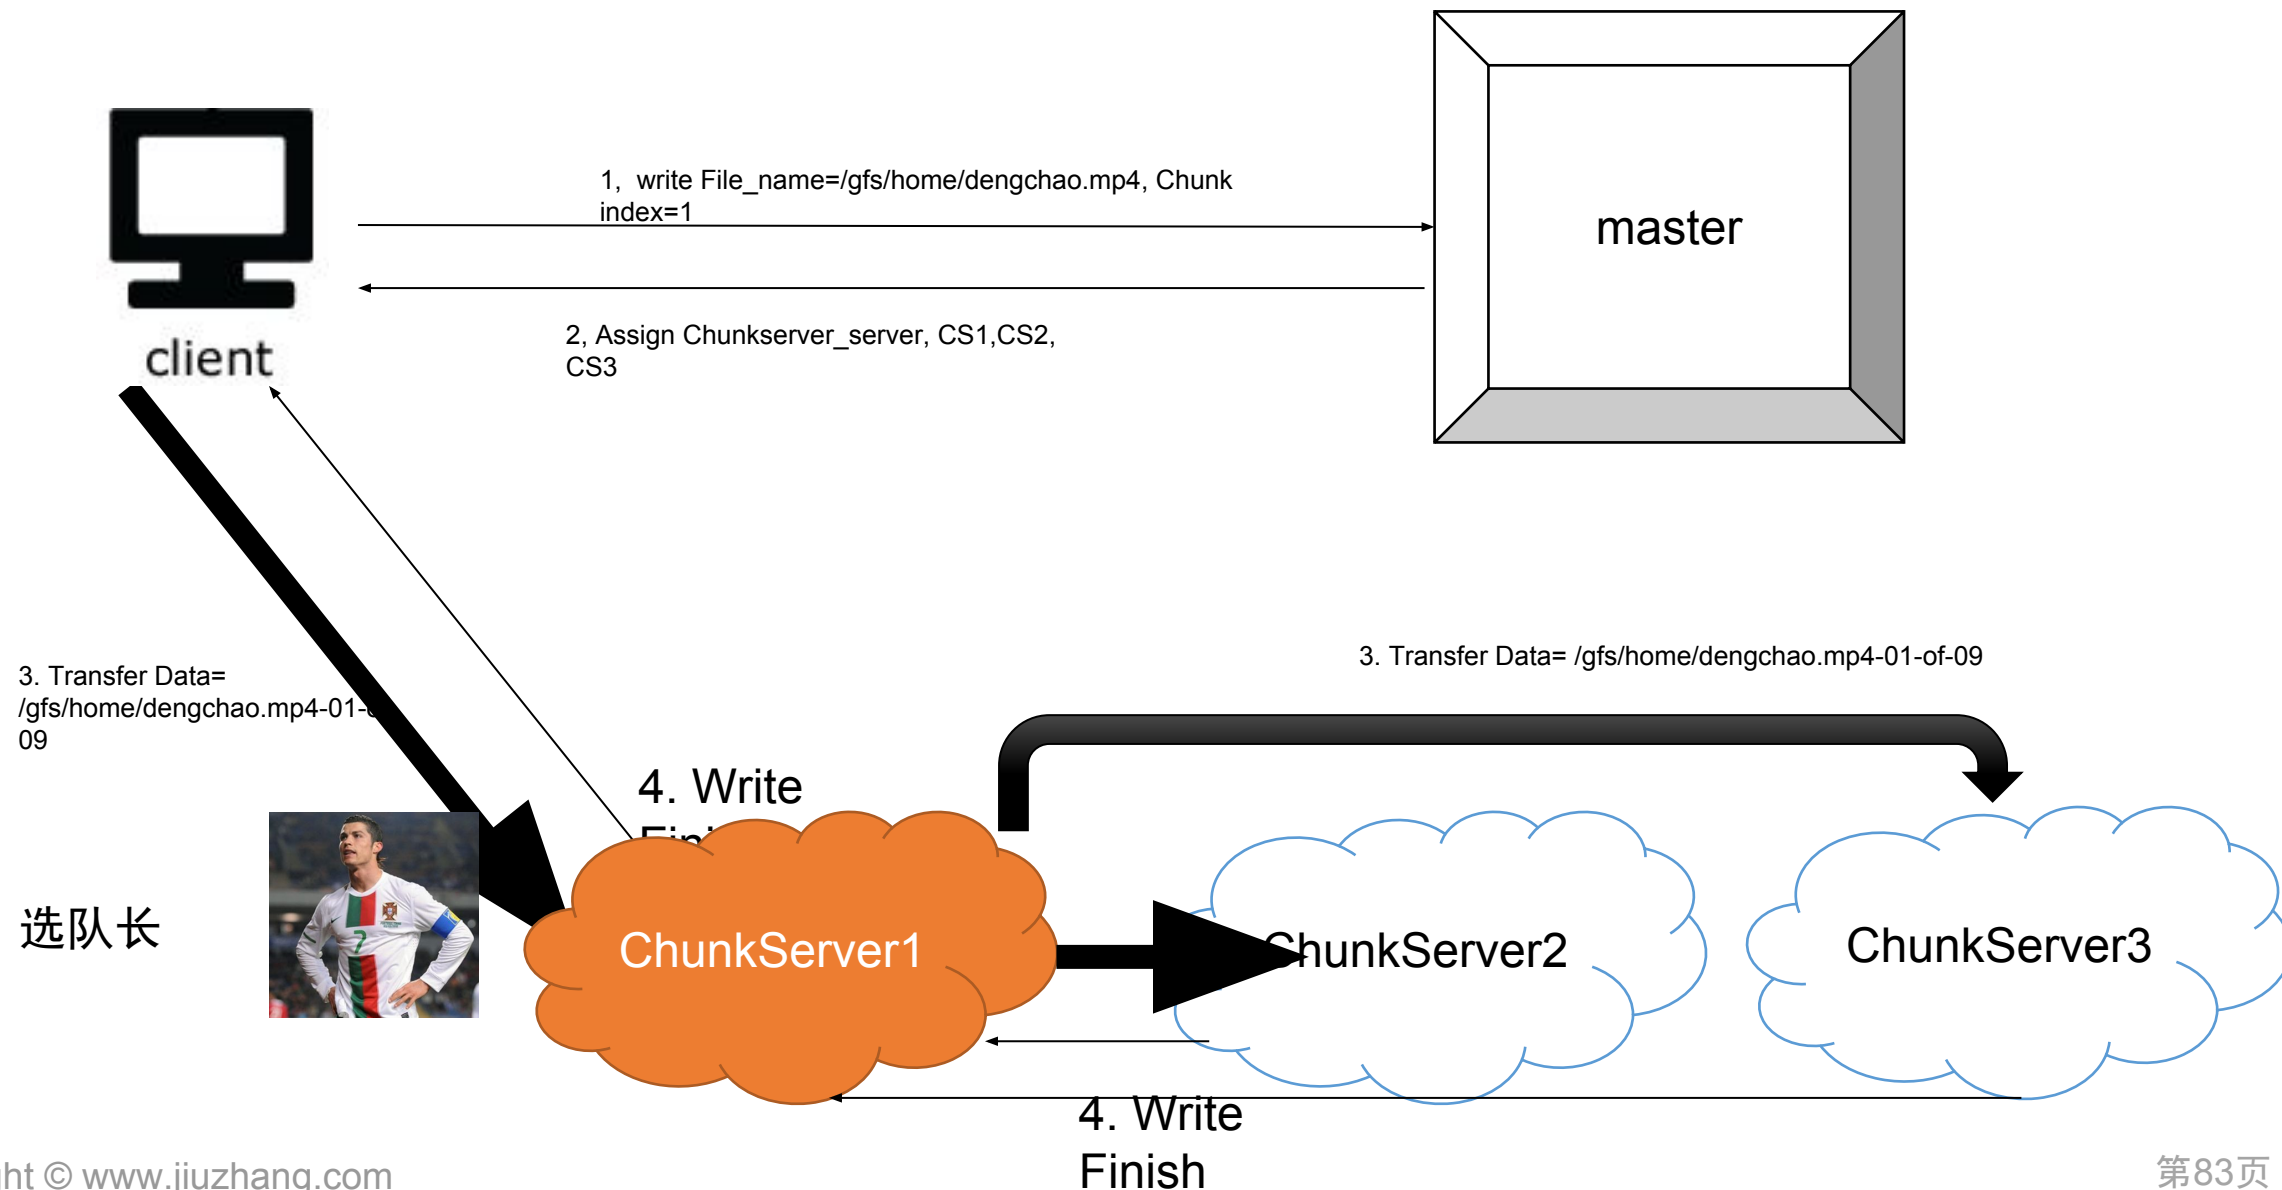 1, write File_name=/gfs/home/dengchao.mp4, Chunk
index=1
master
2, Assign Chunkserver_server, CS1,CS2,
CS3
client
3. Transfer Data=
/gfs/home/dengchao.mp4-01-
09
3. Transfer Data= /gfs/home/dengchao.mp4-01-of-09
4. Write
选队长
7
ChunkServer1
ChunkServer2
ChunkServer3
4. Write
Finish
© www.jiuzhang.com
第83页